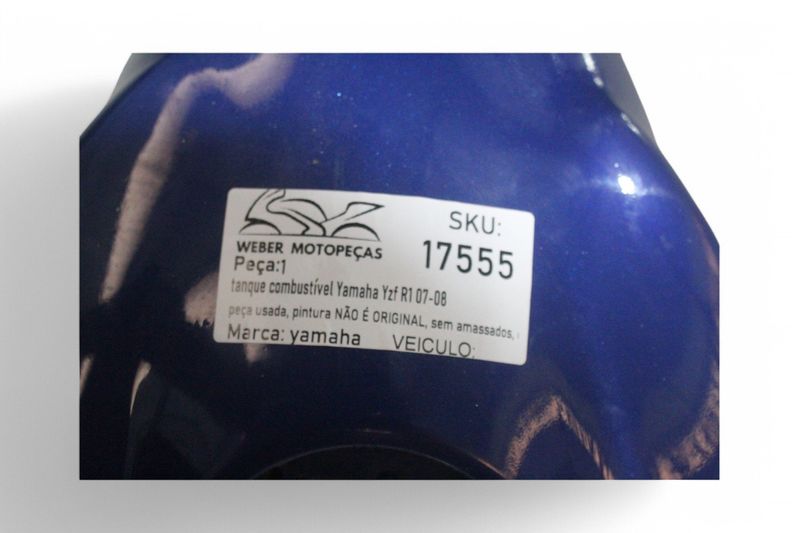 WEBER MOTOPEÇAS
SKU:
17555
Peça:1
tanque combustível Yamaha Yzf R1 07-08
peça usada, pintura NÃO É ORIGINAL, sem amassados,
Marca: yamaha VEICULO: